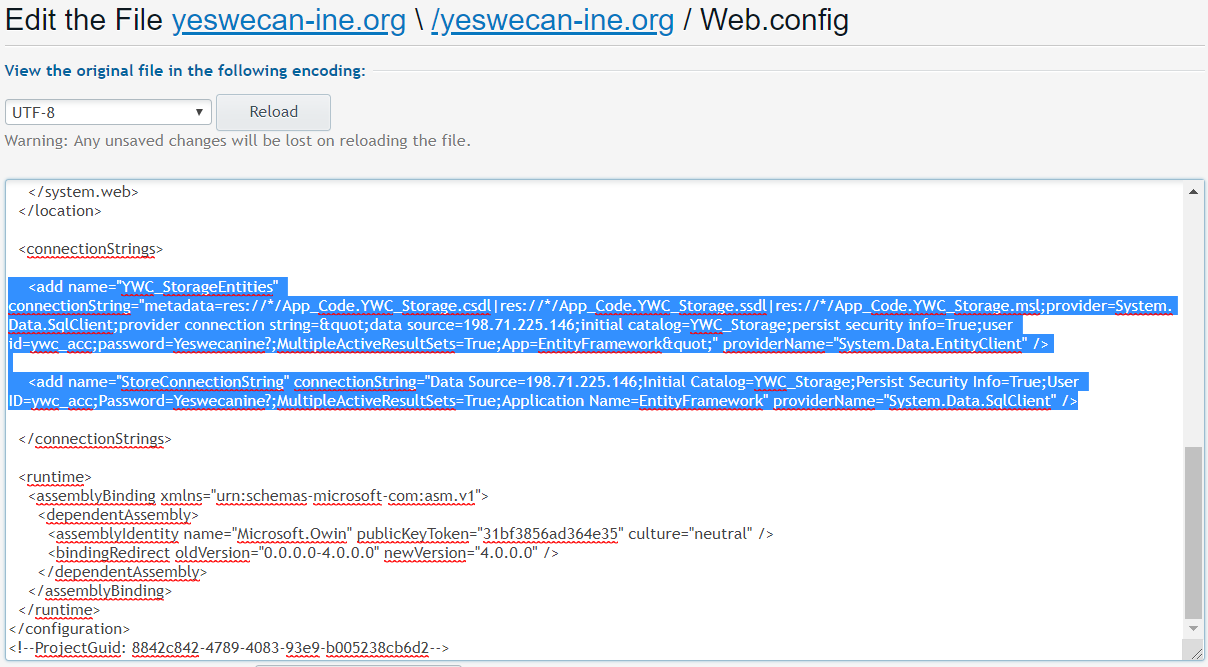 Edit the File yeswecan-ine.org \ /yeswecan-ine.org / Web.config
View the original file in the following encoding:
UTF-8
Reload
Warning: Any unsaved changes will be lost on reloading the file.
</system.web>
</location>
<connectionStrings>
<add name="YWC_StorageEntities"
connectionString="metadata=res://*/App_Code.YWC_Storage.csdl|res://*/App_Code.YWC_Storage.ssdl|res://*/App_Code.YWC_Storage.msl;provider=System.
Data.SqlClient;provider connection string=&quot;data source=198.71.225.146;initial catalog=YWC_Storage;persist security info=True;user
id=ywc_acc;password=Yeswecanine?;MultipleActiveResultSets=True;App=EntityFramework&quot;" providerName="System.Data.EntityClient" />
<add name="StoreConnectionString" connectionString="Data Source=198.71.225.146;Initial Catalog=YWC_Storage;Persist Security Info=True;User
ID=ywc_acc;Password=Yeswecanine?;MultipleActiveResultSets=True;Application Name=EntityFramework" providerName="System.Data.SqlClient" />
</connectionStrings>
<runtime>
<assemblyBinding xmlns="urn:schemas-microsoft-com:asm.v1">
<dependentAssembly>
<assemblyIdentity name="Microsoft.Owin" publicKeyToken="31bf3856ad364e35" culture="neutral" />
<bindingRedirect oldVersion="0.0.0.0-4.0.0.0" newVersion="4.0.0.0" />
</dependentAssembly>
</assemblyBinding>
</runtime>
</configuration>
<!--ProjectGuid: 8842c842-4789-4083-93e9-b005238cb6d2-->